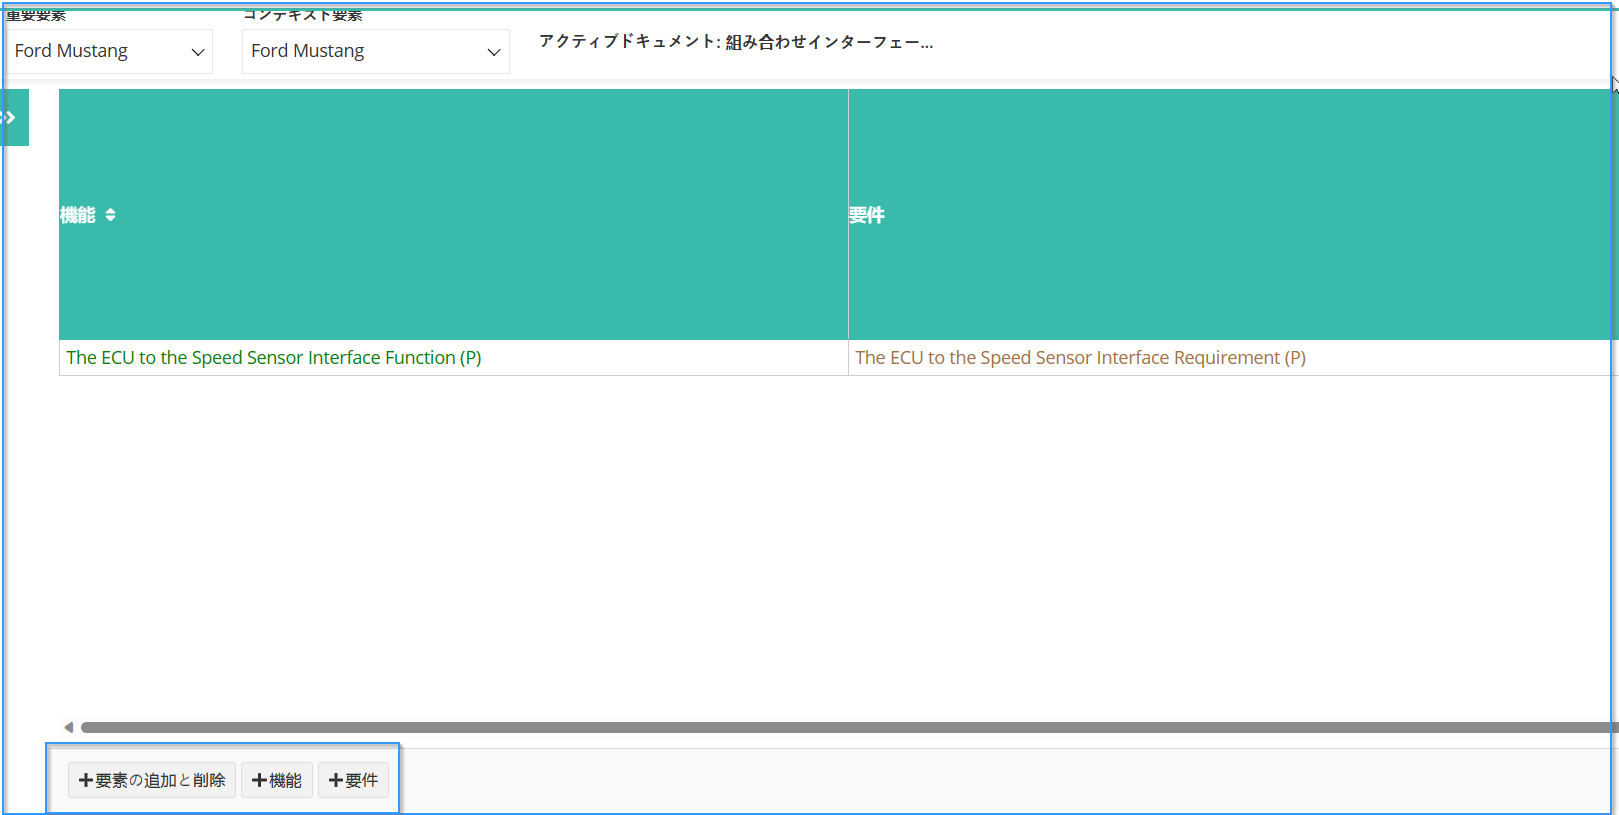 重要要素
コンテキスト要素
Ford Mustang
Ford Mustang
アクティブドキュメント: 組み合わせインターフェー...
機能
要件
The ECU to the Speed Sensor Interface Function (P)
The ECU to the Speed Sensor Interface Requirement (P)
+要素の追加と削除
+機能
+要件